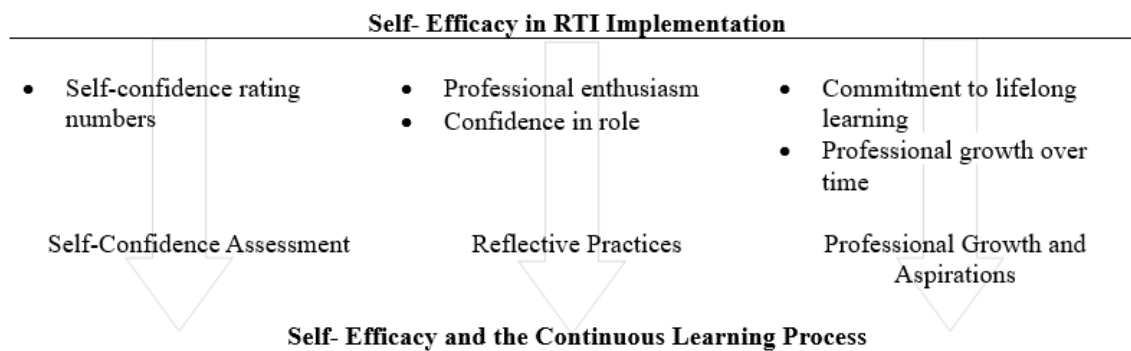 Self- Efficacy in RTI Implementation
• Self-confidence rating
numbers
• Professional enthusiasm
• Confidence in role
• Commitment to lifelong
learning
• Professional growth over
time
Self-Confidence Assessment
Reflective Practices
Professional Growth and
Aspirations
Self- Efficacy and the Continuous Learning Process